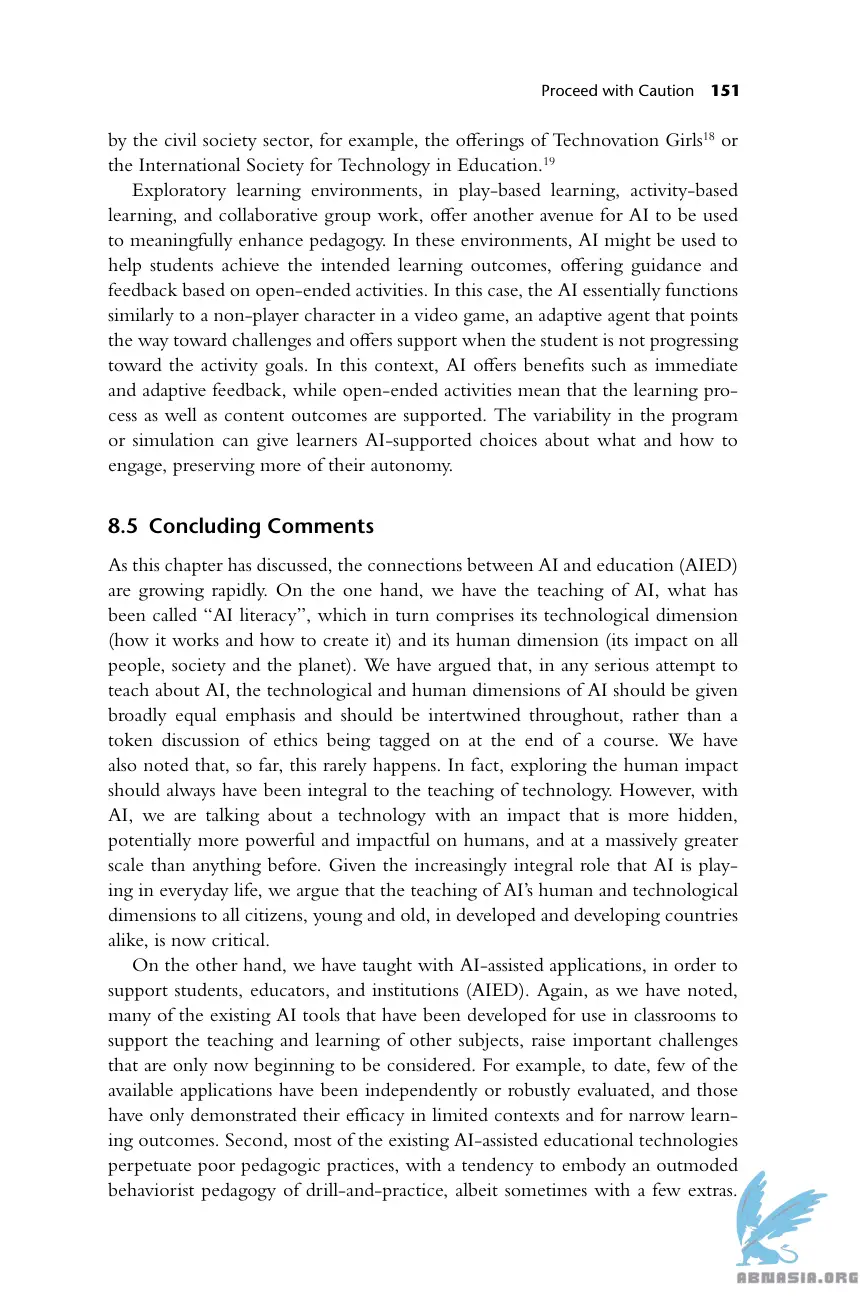 Proceed with Caution 151
by the civil society sector, for example, the offerings of Technovation Girls18 or
the International Society for Technology in Education.19
Exploratory learning environments, in play-based learning, activity-based
learning, and collaborative group work, offer another avenue for AI to be used
to meaningfully enhance pedagogy. In these environments, AI might be used to
help students achieve the intended learning outcomes, offering guidance and
feedback based on open-ended activities. In this case, the AI essentially functions
similarly to a non-player character in a video game, an adaptive agent that points
the way toward challenges and offers support when the student is not progressing
toward the activity goals. In this context, AI offers benefits such as immediate
and adaptive feedback, while open-ended activities mean that the learning pro-
cess as well as content outcomes are supported. The variability in the program
or simulation can give learners AI-supported choices about what and how to
engage, preserving more of their autonomy.
8.5 Concluding Comments
As this chapter has discussed, the connections between AI and education (AIED)
are growing rapidly. On the one hand, we have the teaching of AI, what has
been called “AI literacy”, which in turn comprises its technological dimension
(how it works and how to create it) and its human dimension (its impact on all
people, society and the planet). We have argued that, in any serious attempt to
teach about AI, the technological and human dimensions of AI should be given
broadly equal emphasis and should be intertwined throughout, rather than a
token discussion of ethics being tagged on at the end of a course. We have
also noted that, so far, this rarely happens. In fact, exploring the human impact
should always have been integral to the teaching of technology. However, with
AI, we are talking about a technology with an impact that is more hidden,
potentially more powerful and impactful on humans, and at a massively greater
scale than anything before. Given the increasingly integral role that AI is play-
ing in everyday life, we argue that the teaching of AI’s human and technological
dimensions to all citizens, young and old, in developed and developing countries
alike, is now critical.
On the other hand, we have taught with AI-assisted applications, in order to
support students, educators, and institutions (AIED). Again, as we have noted,
many of the existing AI tools that have been developed for use in classrooms to
support the teaching and learning of other subjects, raise important challenges
that are only now beginning to be considered. For example, to date, few of the
available applications have been independently or robustly evaluated, and those
have only demonstrated their efficacy in limited contexts and for narrow learn-
ing outcomes. Second, most of the existing AI-assisted educational technologies
perpetuate poor pedagogic practices, with a tendency to embody an outmoded
behaviorist pedagogy of drill-and-practice, albeit sometimes with a few extras.
ABNASIA.ORG